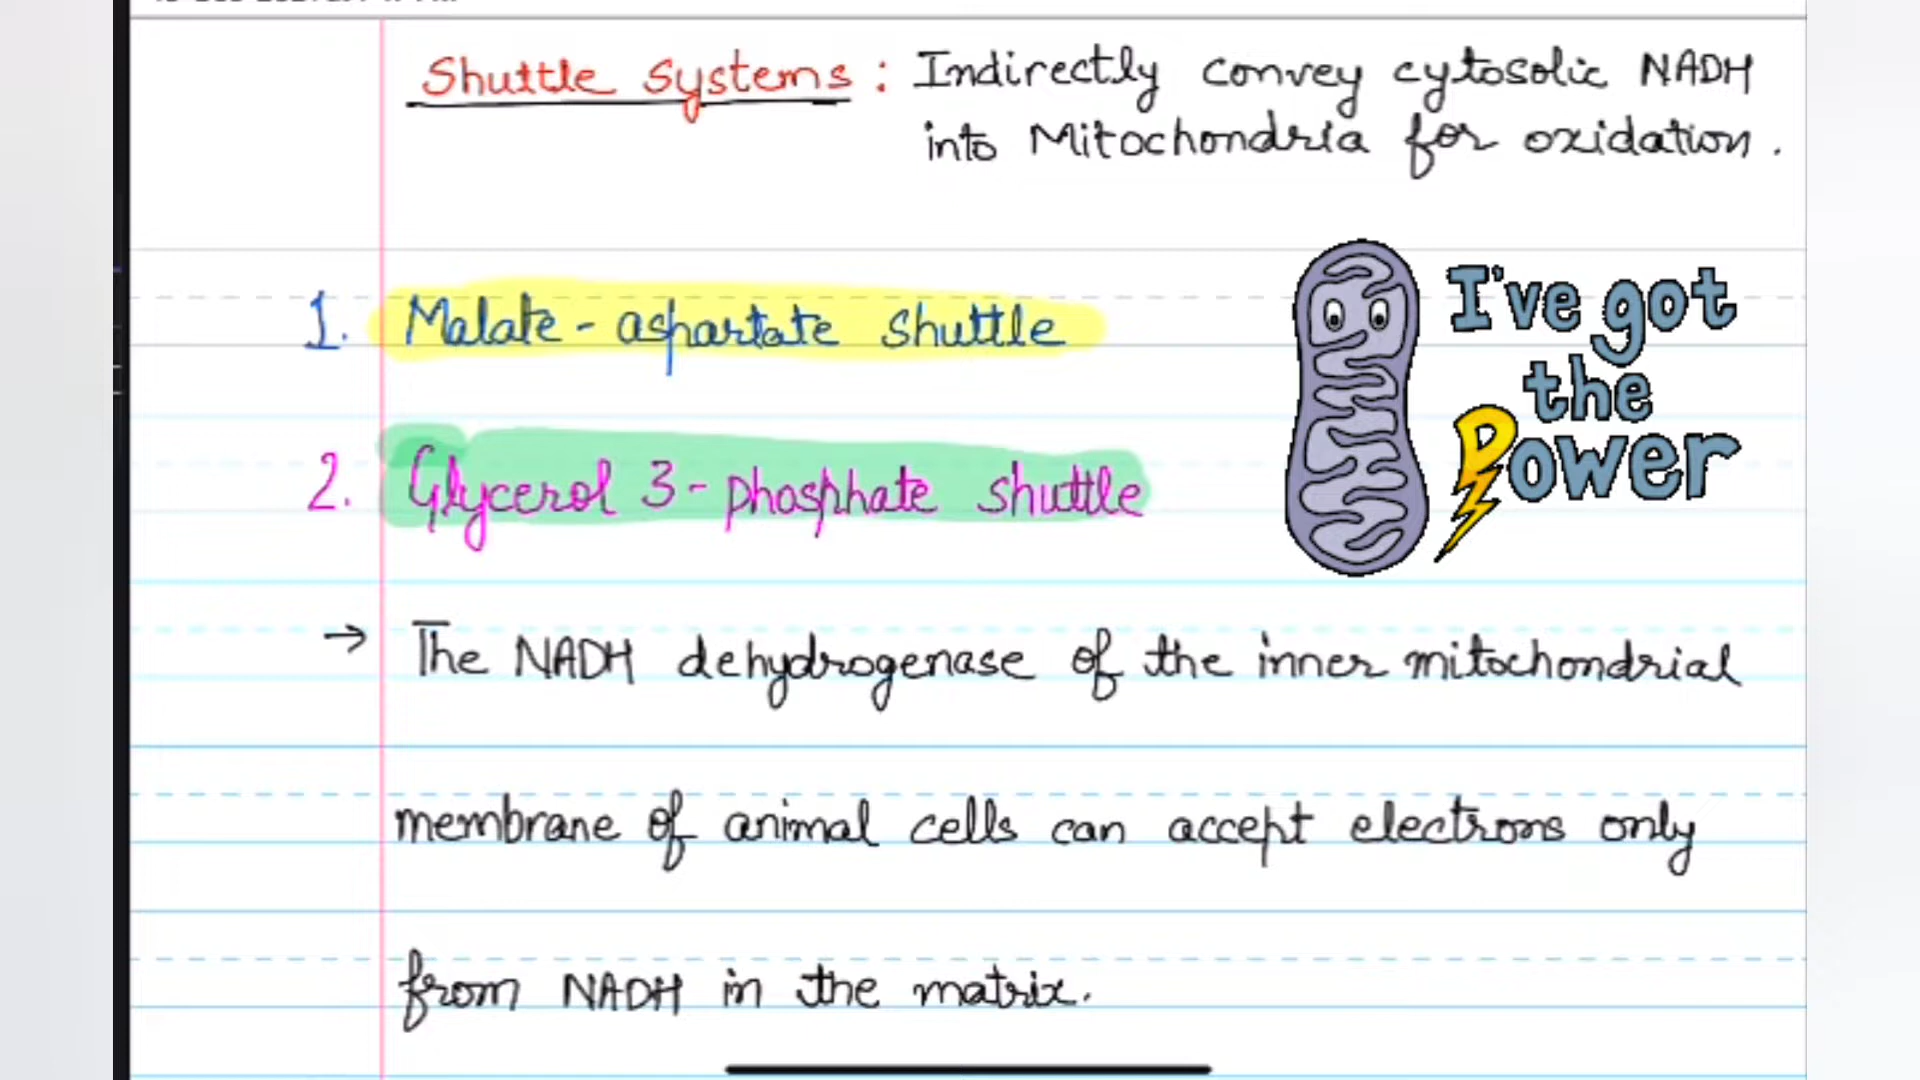 Shuttle Systems : Indirectly convey cytosolic NADH
into Mitochondria for oxidation.
1. Malate - aspartate shuttle
2. Glycerol 3 - phosphate shuttle
I've got
the
Power
→ The NADH dehydrogenase of the inner mitochondrial
membrane of animal cells can accept electrons only
from NADH in the matrix.